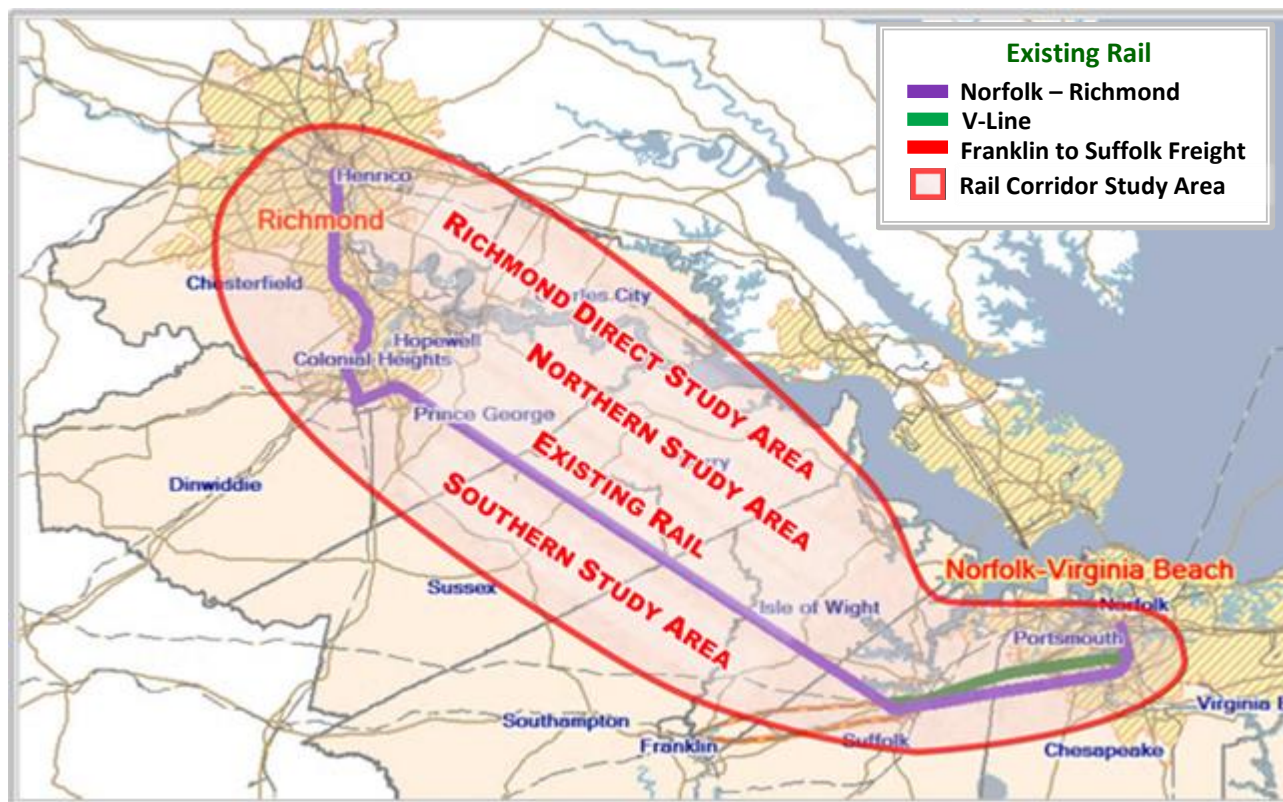 Existing Rail
Norfolk – Richmond
V-Line
Franklin to Suffolk Freight
Rail Corridor Study Area
Henrico
Richmond
Chesterfield
RICHMOND DIRECT STUDY AREA
City
Hopewell
Colonial Heights
NORTHERN STUDY AREA
Prince George
EXISTING RAIL
Dinwiddie
SOUTHERN STUDY AREA
Sussex
Norfolk-Virginia Beach
Isle of Wight
Norfolk
Portsmouth
Southampton
Virginia
Franklin
Suffolk
Chesapeake